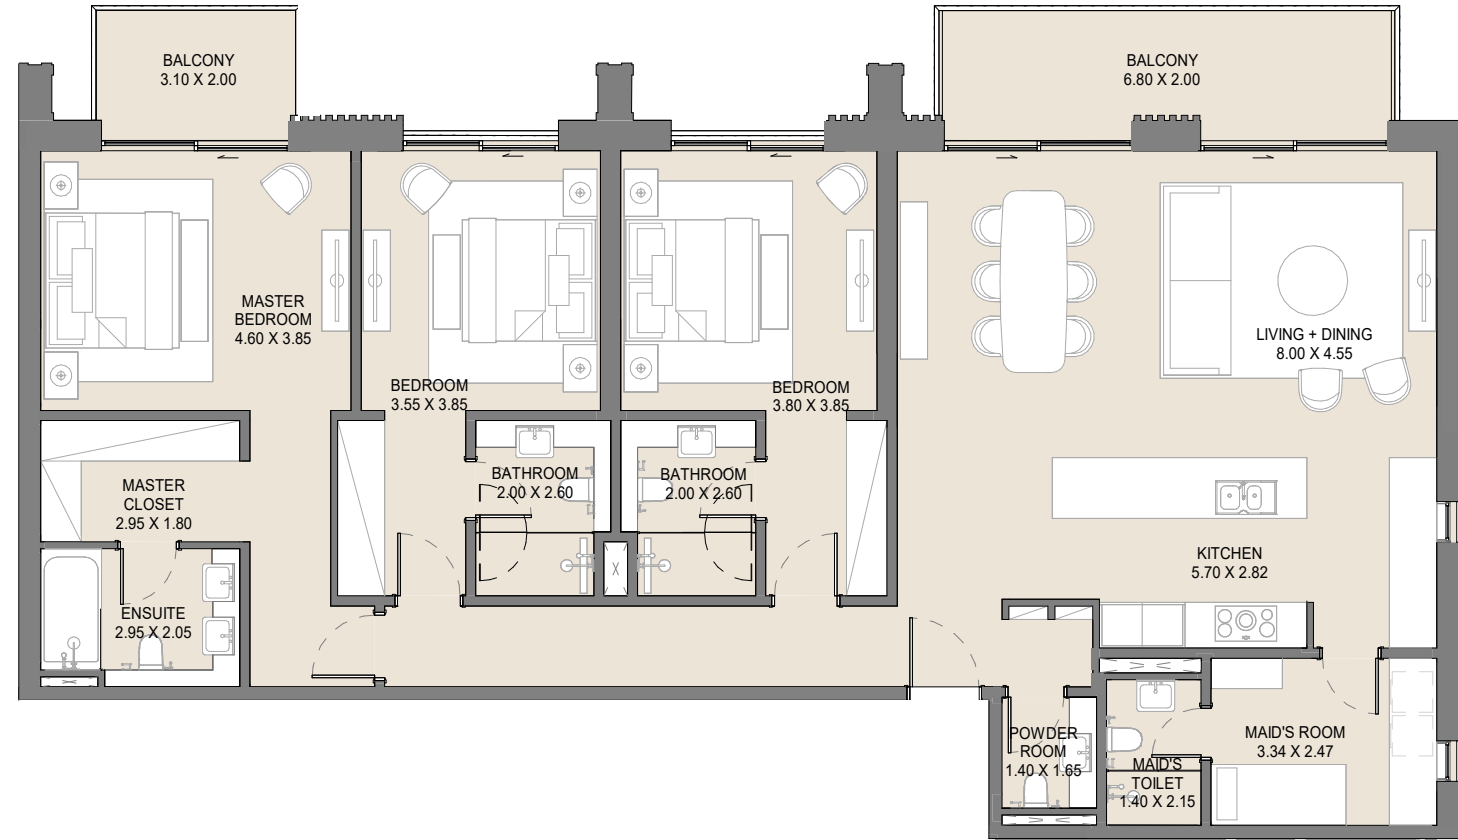 BALCONY
3.10 X 2.00
BALCONY
6.80 X 2.00
MASTER
BEDROOM
4.60 X 3.85
BEDROOM
3.55 X 3.85
BEDROOM
3.80 X 3.85
LIVING + DINING
8.00 X 4.55
MASTER
CLOSET
2.95 X 1.80
BATHROOM
2.00 X 2.60
BATHROOM
2.00 X 2.60
KITCHEN
5.70 X 2.82
ENSUITE
2.95 X 2.05
POWDER
ROOM
1.40 X 1.65
MAID'S
TOILET
1.40 X 2.15
MAID'S ROOM
3.34 X 2.47